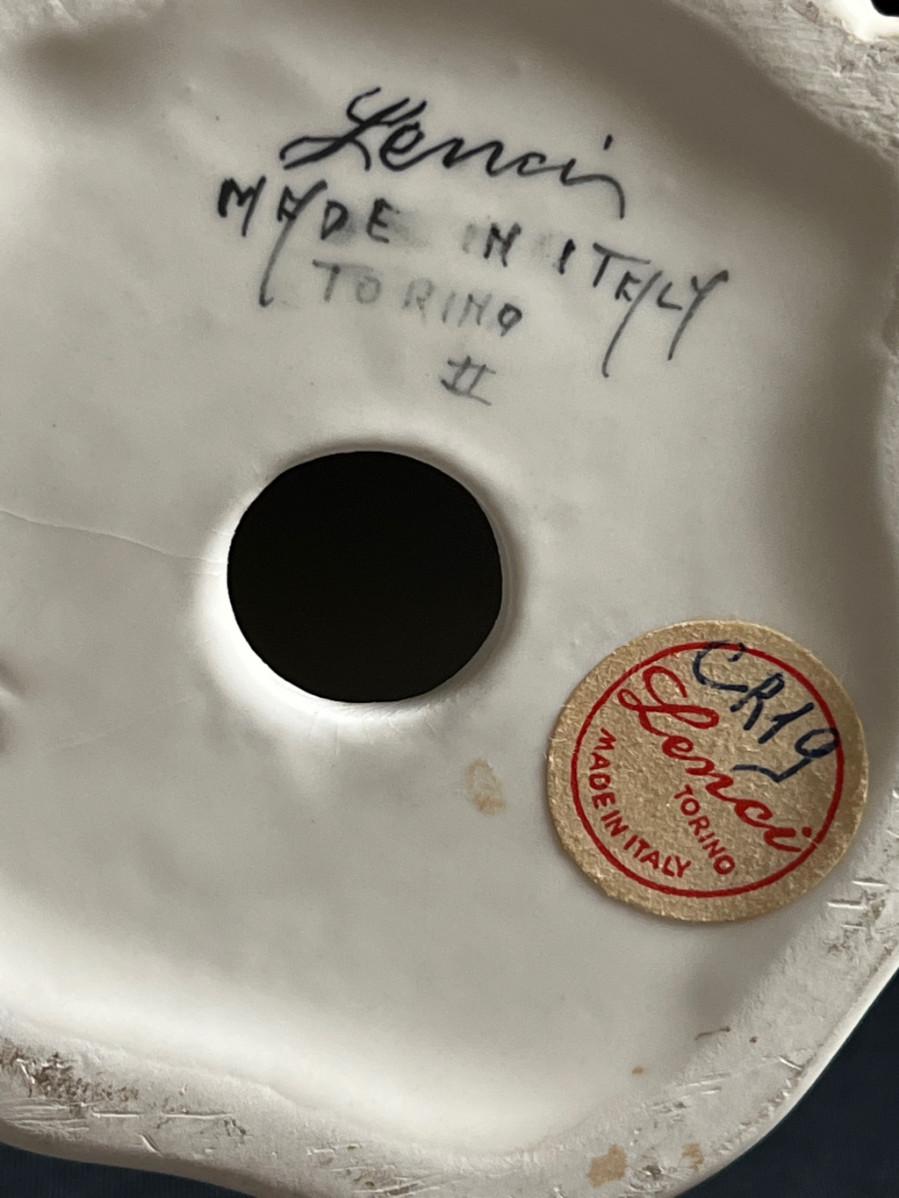 Lenci
MADE IN ITALY
TORINO
II
CR19
Lenci
TORINO
MADE IN ITALY